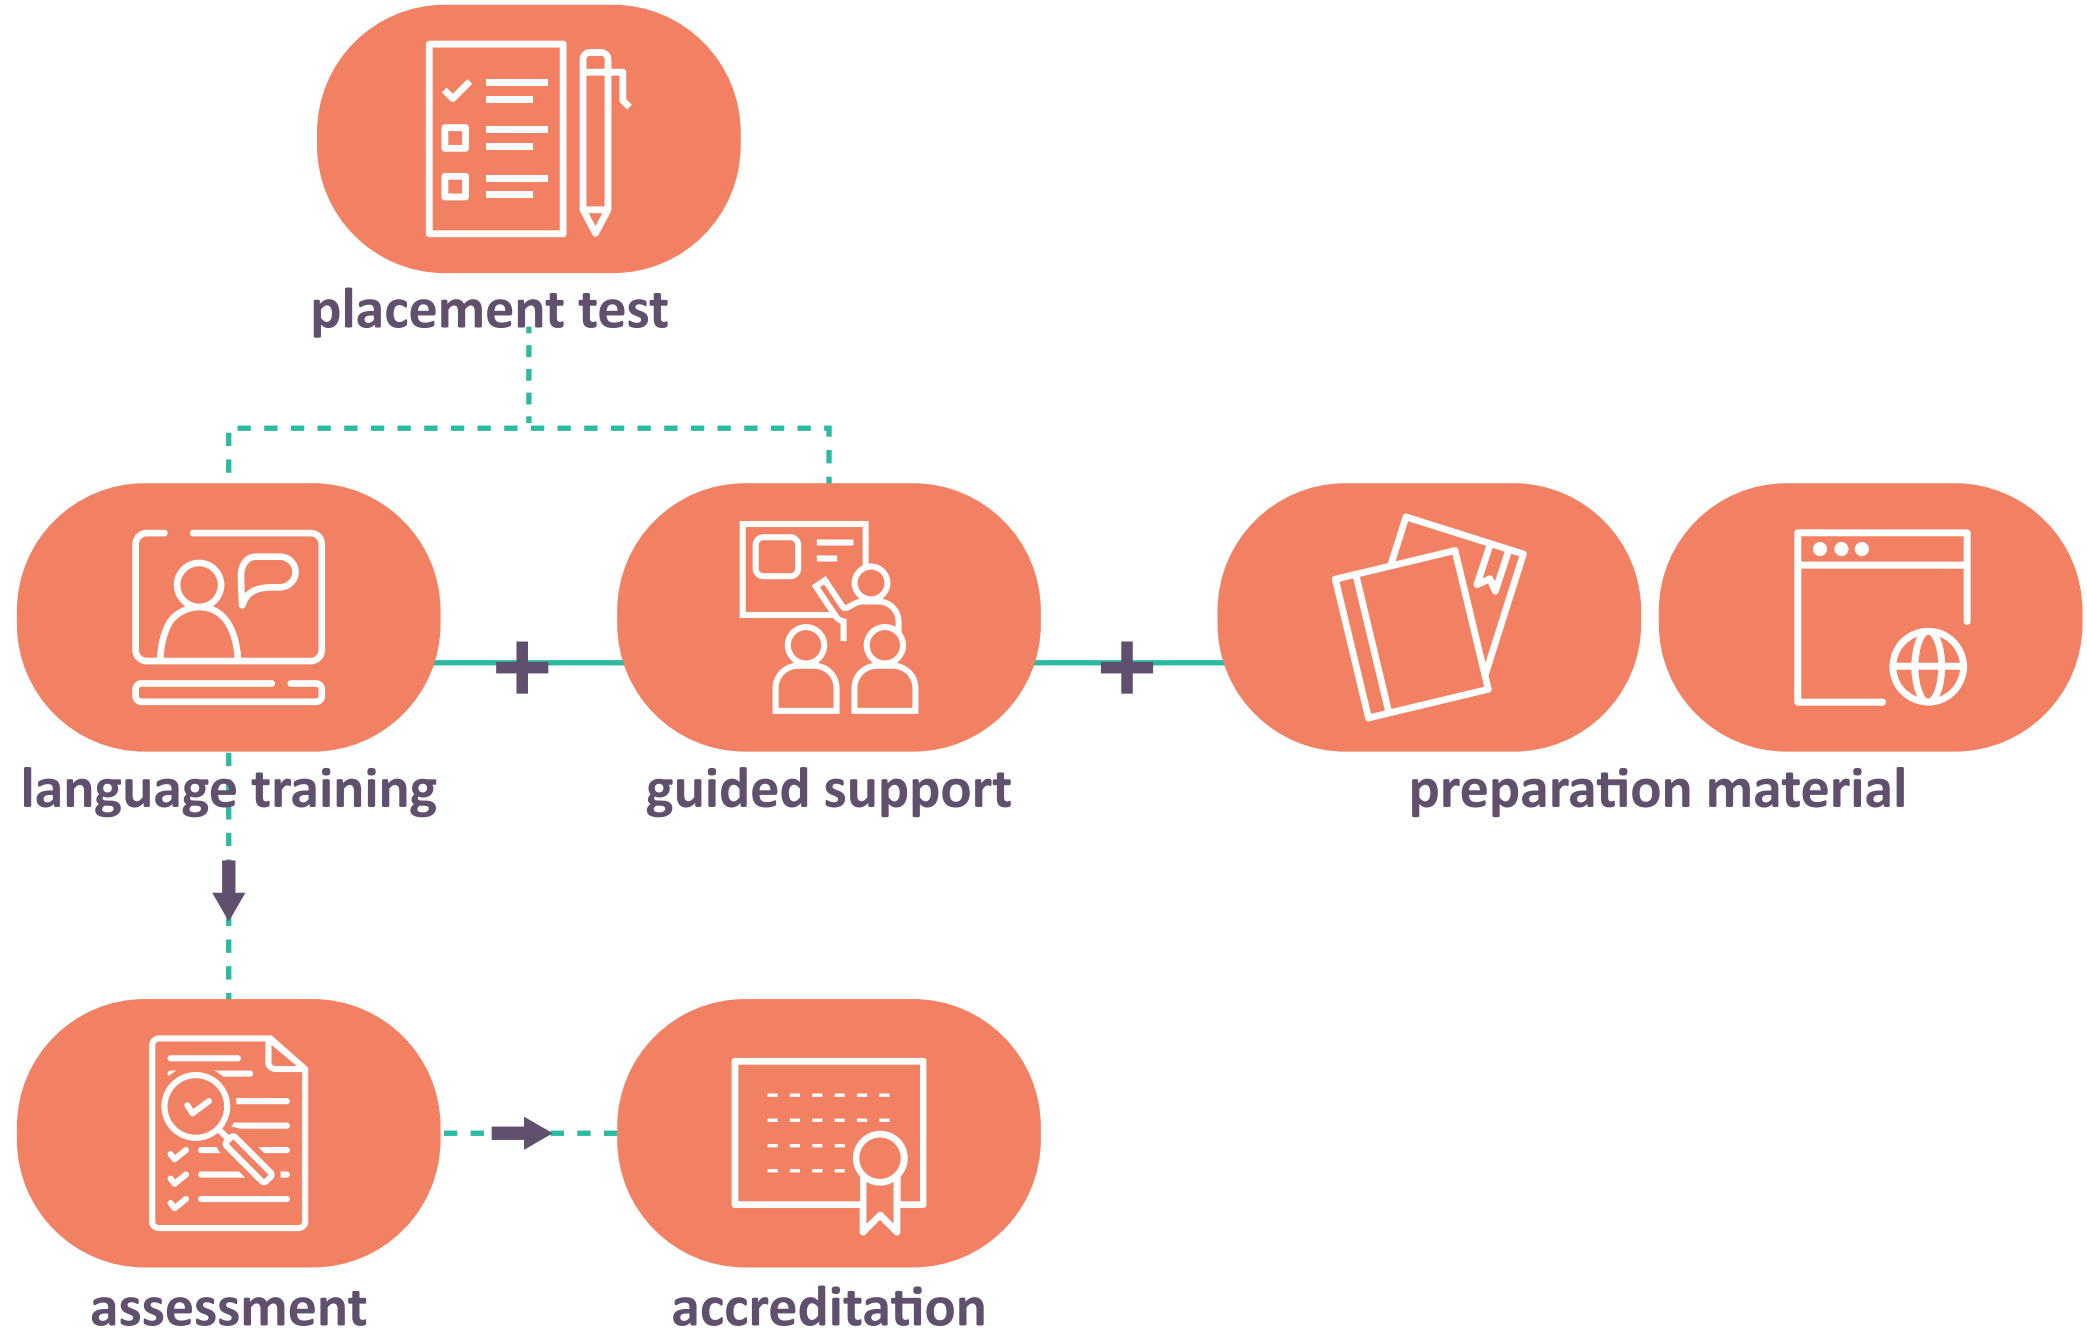 placement test
language training
guided support
preparation material
assessment
accreditation